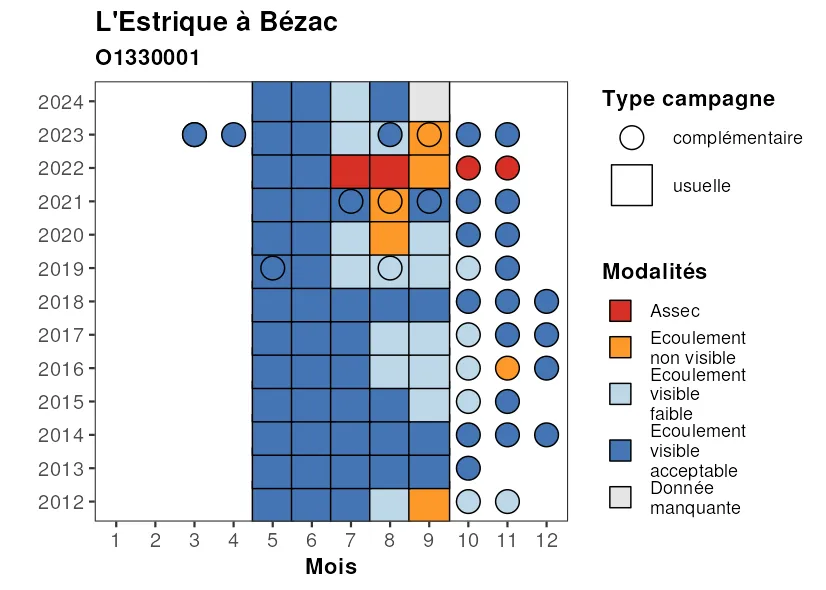 L'Estrique à Bézac
O1330001
2024
2023
2022
2021
2020
2019
2018
2017
2016
2015
2014
2013
2012
1 2 3 4 5 6 7 8 9 10 11 12
Mois
Type campagne
complémentaire
usuelle
Modalités
Assec
Ecoulement
non visible
Ecoulement
visible
faible
Ecoulement
visible
acceptable
Donnée
manquante